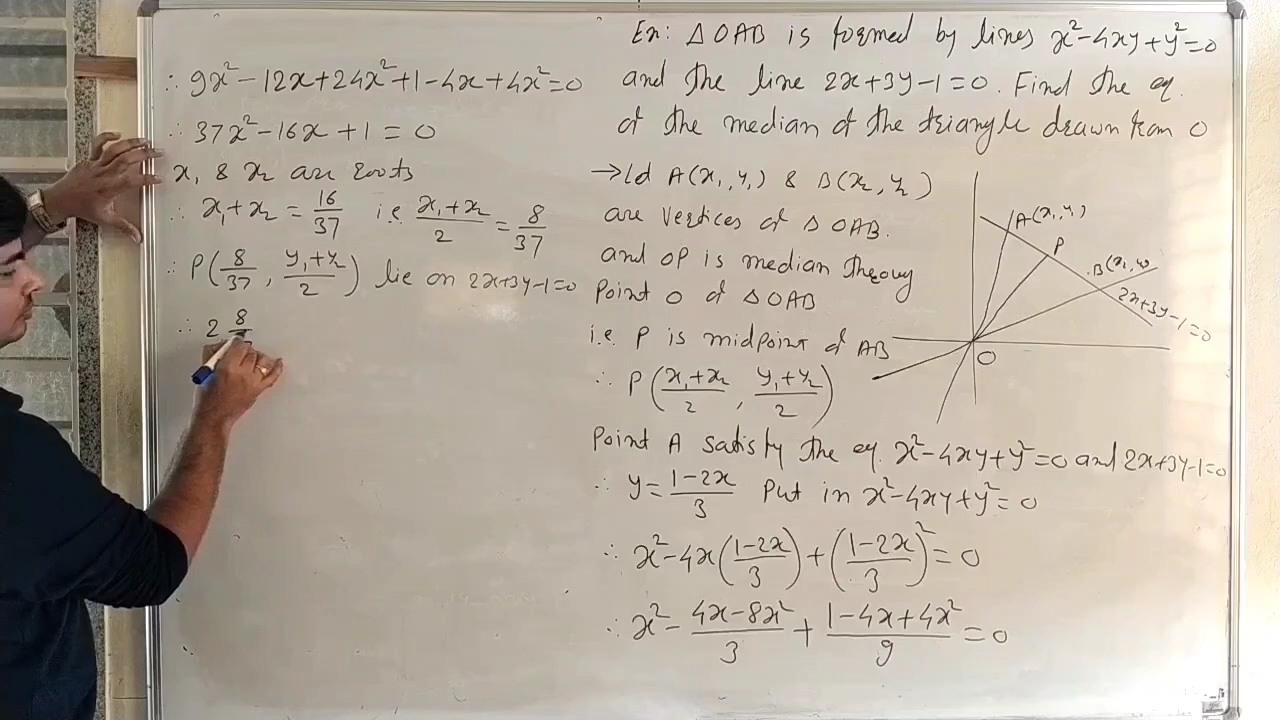 Ex: △OAB is formed by lines x²-4xy+y²=0
and the line 2x+3y-1=0. Find the eq.
of the median of the triangle drawn from O
→ Let A(x₁,y₁) & B(x₂,y₂)
are vertices of △OAB.
and OP is median through
point O of △OAB
i.e. P is midpoint of AB
∴ P((x₁+x₂)/2, (y₁+y₂)/2)
A(x₁,y₁)
P
B(x₂,y₂)
2x+3y-1=0
O
Point A satisfy the eq. x²-4xy+y²=0 and 2x+3y-1=0
∴ y=(1-2x)/3 Put in x²-4xy+y²=0
∴ x²-4x((1-2x)/3)+((1-2x)/3)²=0
∴ x²-(4x-8x²)/3+(1-4x+4x²)/9=0
∴ 9x²-12x+24x²+1-4x+4x²=0
∴ 37x²-16x+1=0
x₁ & x₂ are roots
∴ x₁+x₂=16/37 i.e. (x₁+x₂)/2=8/37
∴ P(8/37, (y₁+y₂)/2) lie on 2x+3y-1=0
∴ 2 8